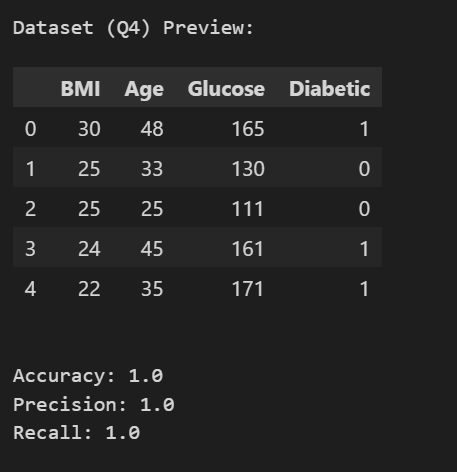 Dataset (Q4) Preview:
BMI Age Glucose Diabetic
0 30 48 165 1
1 25 33 130 0
2 25 25 111 0
3 24 45 161 1
4 22 35 171 1
Accuracy: 1.0
Precision: 1.0
Recall: 1.0